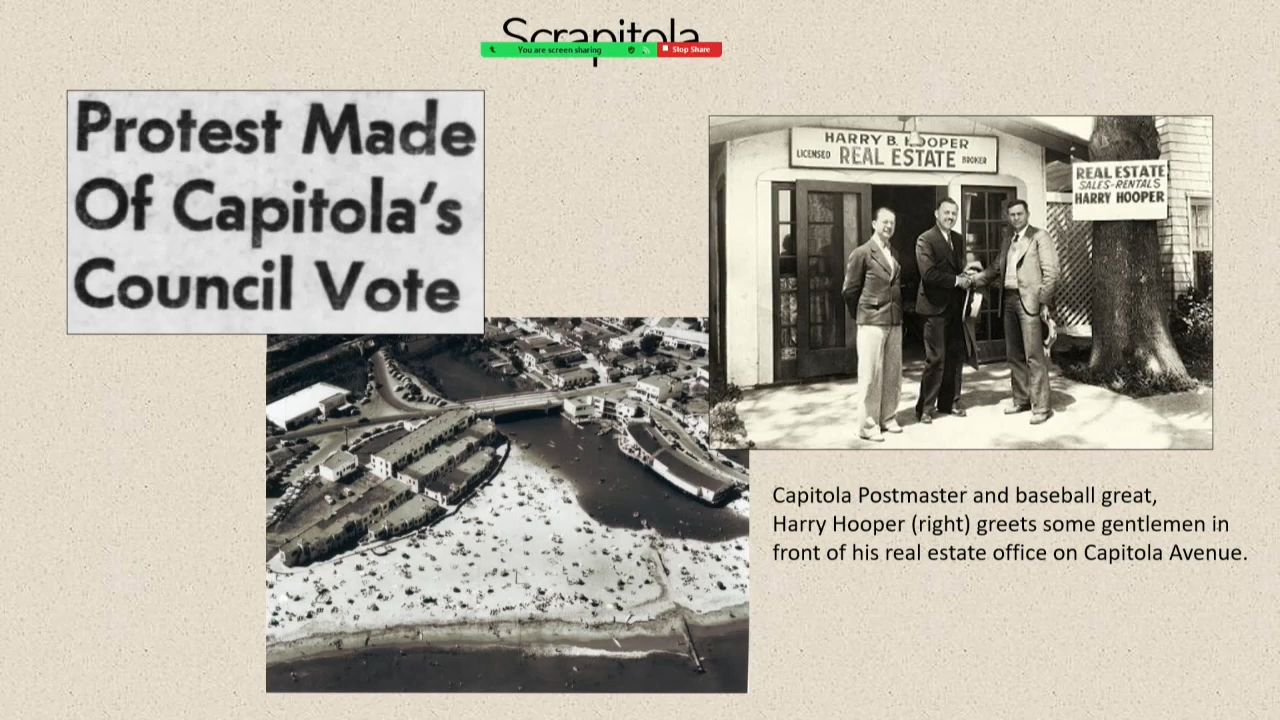 Scrapitola
You are screen sharing
Stop Share
Protest Made
Of Capitola's
Council Vote
HARRY B. HOOPER
LICENSED REAL ESTATE BROKER
REAL ESTATE
SALES-RENTALS
HARRY HOOPER
Capitola Postmaster and baseball great,
Harry Hooper (right) greets some gentlemen in
front of his real estate office on Capitola Avenue.